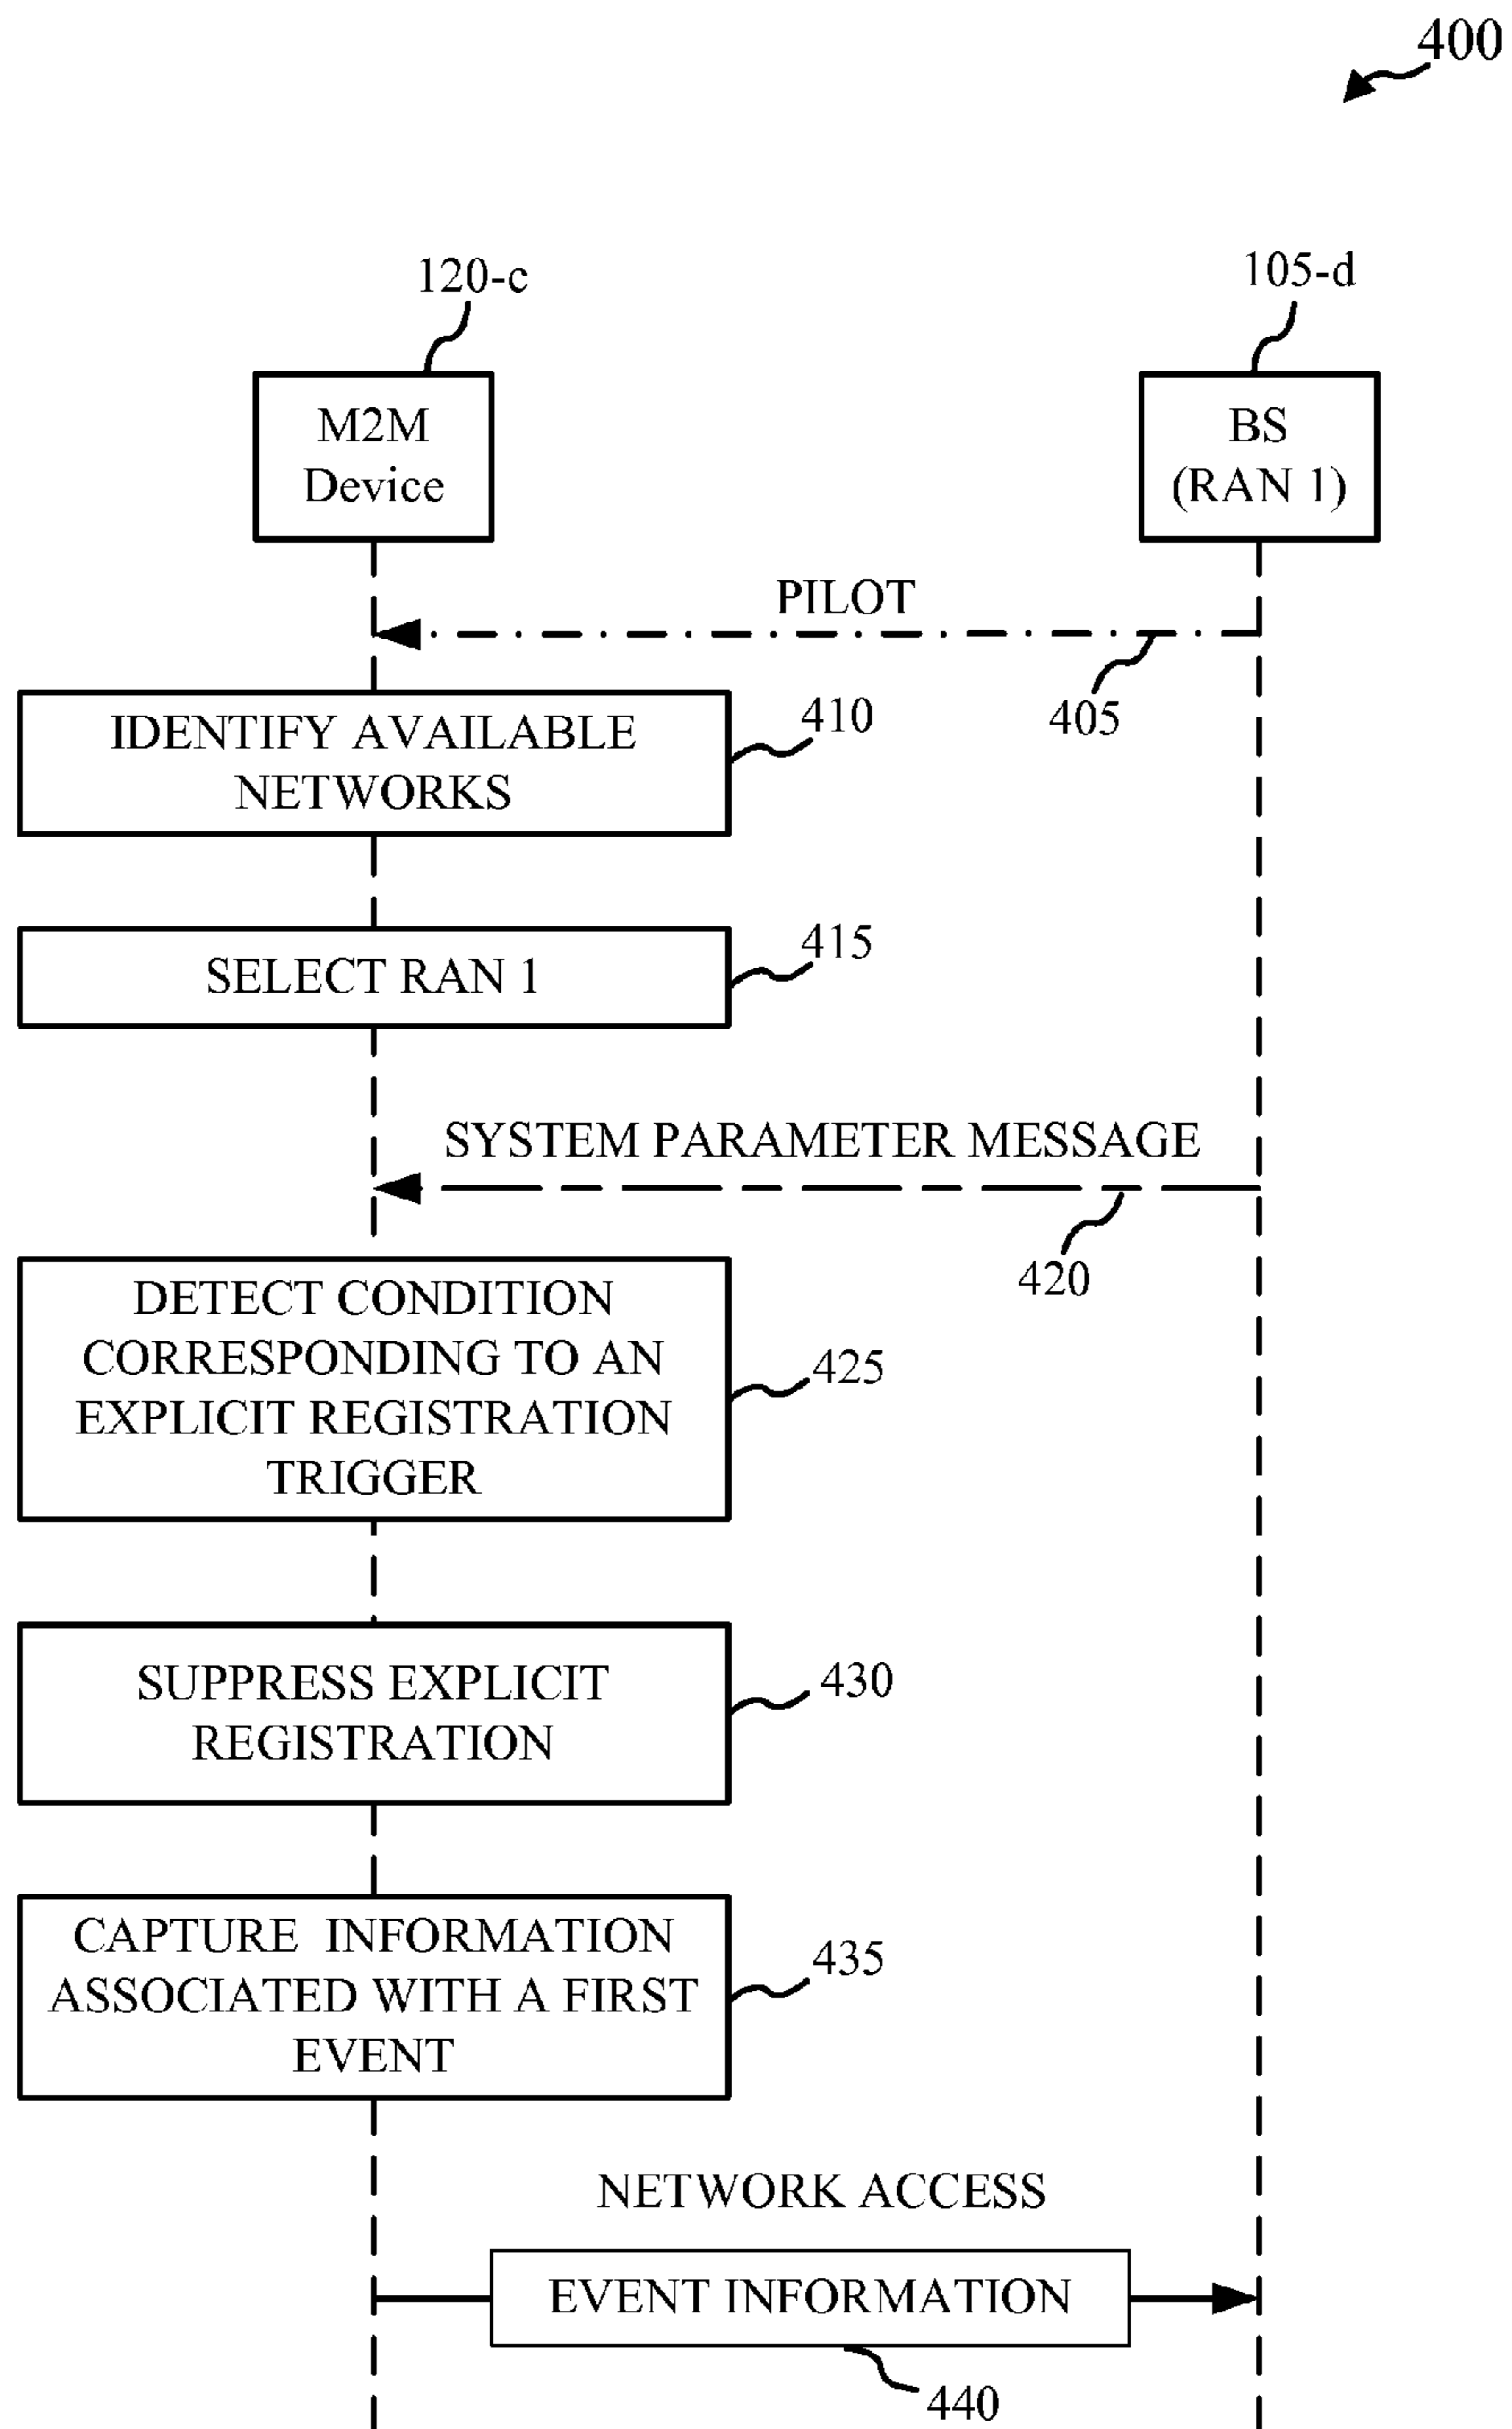 400
120-c
105-d
M2M
Device
BS
(RAN 1)
PILOT
405
IDENTIFY AVAILABLE
NETWORKS
410
SELECT RAN 1
415
SYSTEM PARAMETER MESSAGE
420
DETECT CONDITION
CORRESPONDING TO AN
EXPLICIT REGISTRATION
TRIGGER
425
SUPPRESS EXPLICIT
REGISTRATION
430
CAPTURE INFORMATION
ASSOCIATED WITH A FIRST
EVENT
435
NETWORK ACCESS
EVENT INFORMATION
440